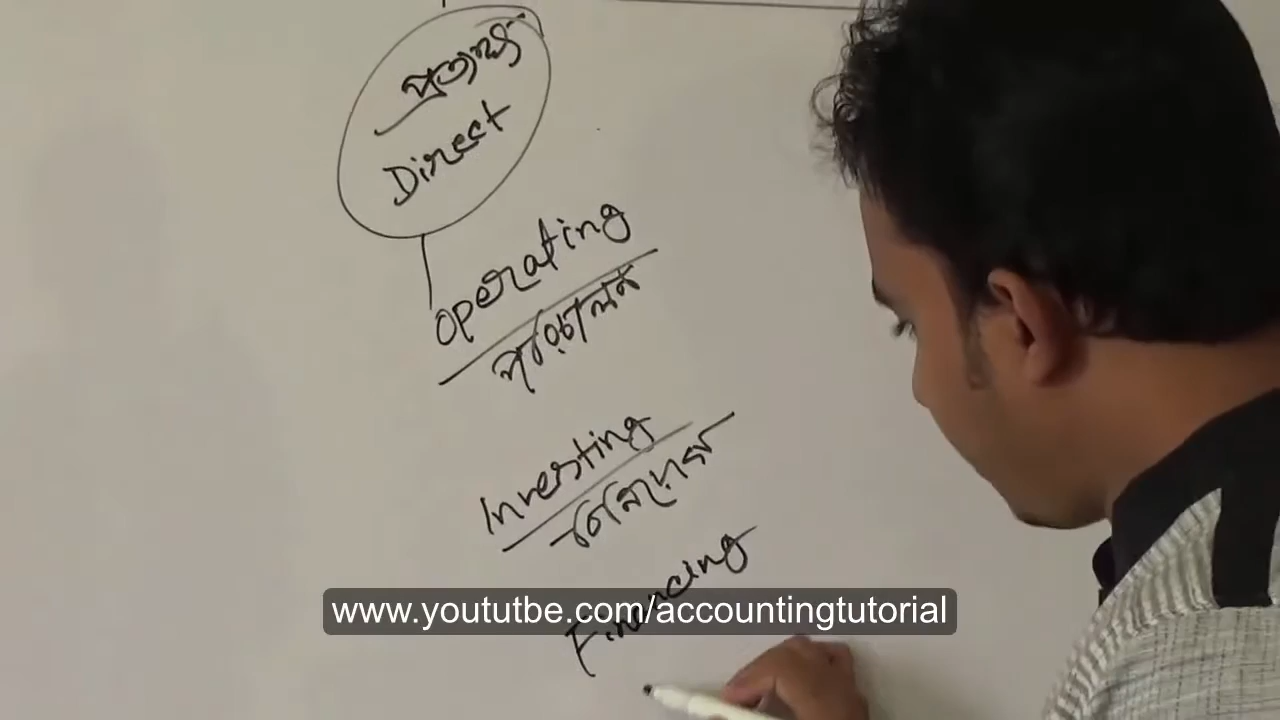 প্রত্যক্ষ
Direct
Operating
পরিচালন
Investing
বিনিয়োগ
Financing
www.yoututbe.com/accountingtutorial